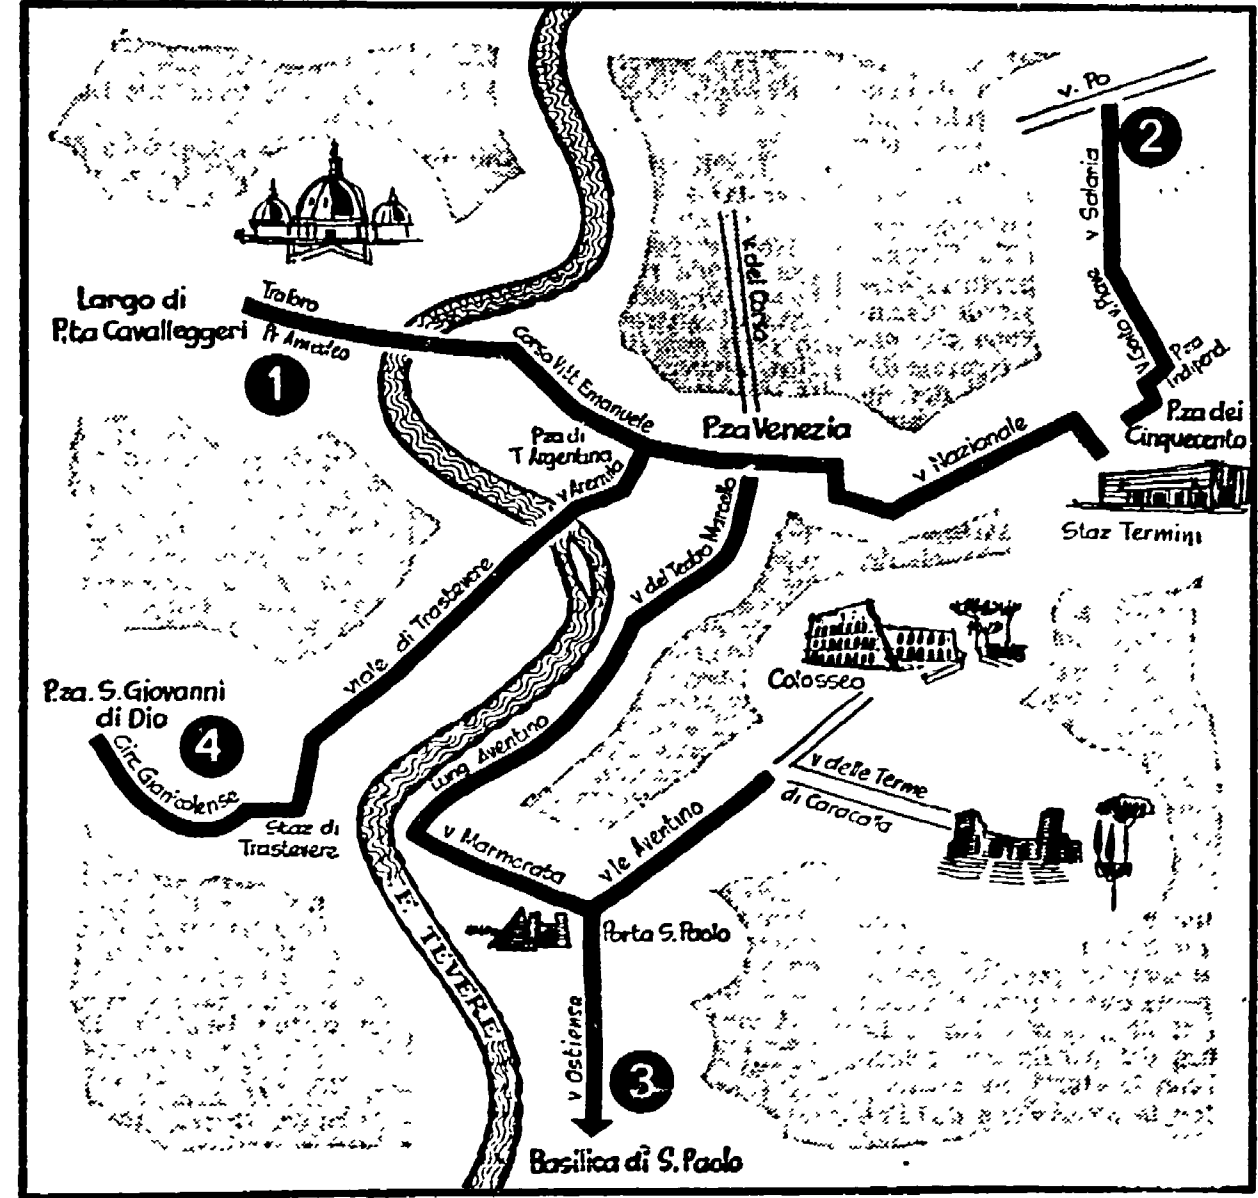 v. Po
2
v Salaria
v. del Corso
Largo di
P.ta Cavalleggeri
Traforo
Pr Amedeo
1
Corso Vitt Emanuele
v Piave
P.za
Indipend.
P.za dei
Cinquecento
P.za di
T Argentina
v Arenula
P.za Venezia
v Nazionale
Staz Termini
v del Teatro Marcello
Viale di Trastevere
Colosseo
P.za. S. Giovanni
di Dio
4
Circ Gianicolense
Staz di
Trastevere
Lung Aventino
v delle Terme
di Caracalla
v Marmorata
vle Aventino
F. TEVERE
Porta S. Paolo
v Ostiense
3
Basilica di S. Paolo